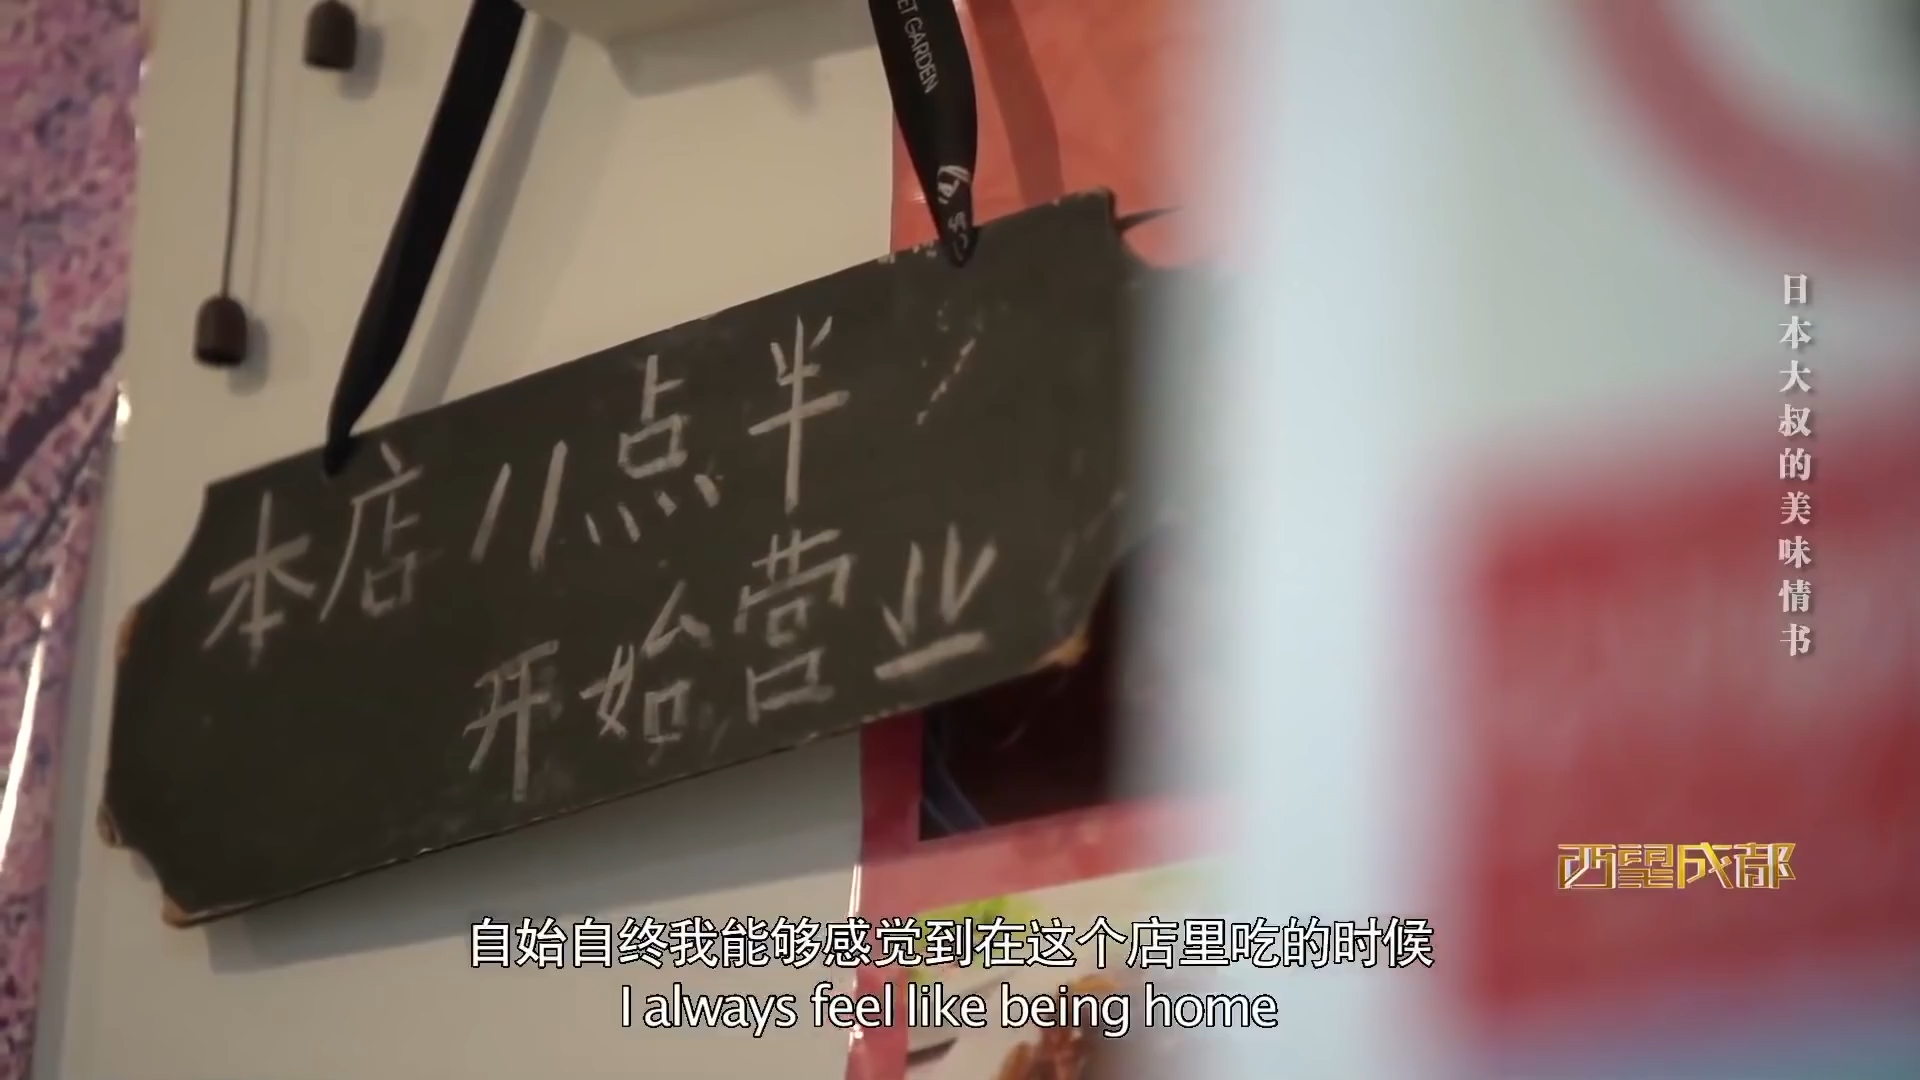 ET GARDEN
本店11点半
开始营业
日本大叔的美味情书
西望成都
自始自终我能够感觉到在这个店里吃的时候
I always feel like being home